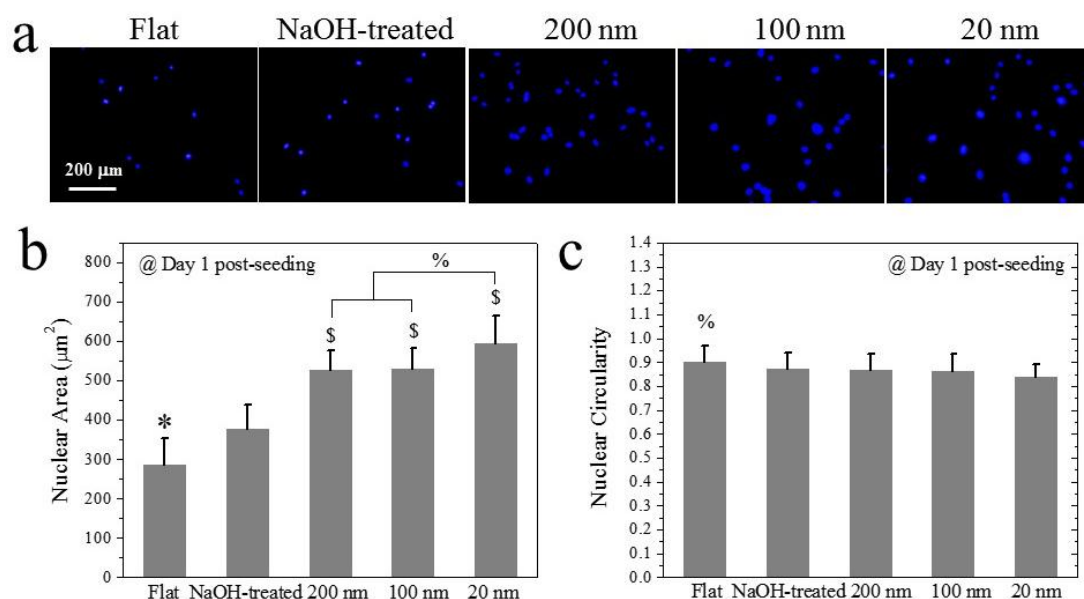 a
Flat NaOH-treated 200 nm 100 nm 20 nm
200 µm
b
@ Day 1 post-seeding
%
$ $ $
*
Nuclear Area (µm²)
800
700
600
500
400
300
200
100
0
Flat NaOH-treated 200 nm 100 nm 20 nm
c
@ Day 1 post-seeding
%
Nuclear Circularity
1.4
1.3
1.2
1.1
1.0
0.9
0.8
0.7
0.6
0.5
0.4
0.3
0.2
0.1
0.0
Flat NaOH-treated 200 nm 100 nm 20 nm